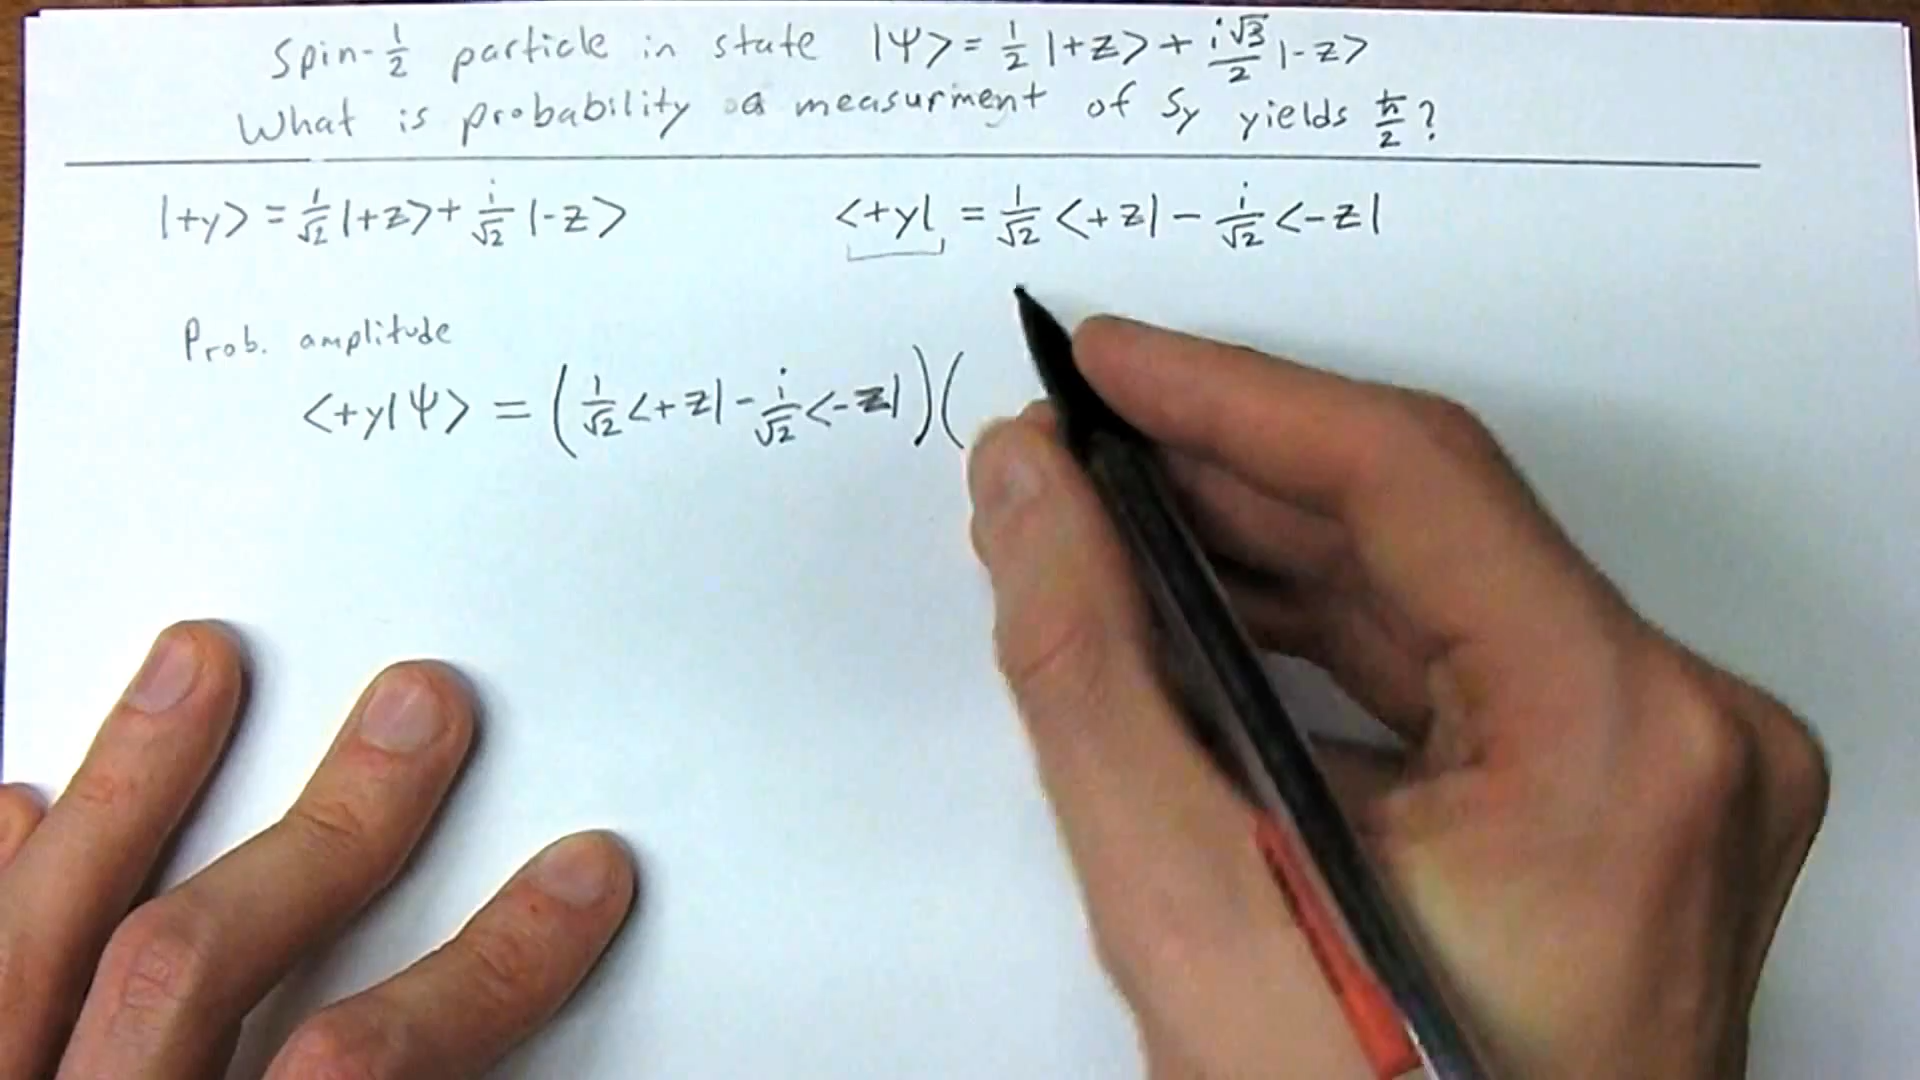 Spin-½ particle in state |Ψ> = 1/2 |+z> + i√3/2 |-z>
What is probability a measurment of Sy yields ħ/2?
|+y> = 1/√2 |+z> + i/√2 |-z>
<+y| = 1/√2 <+z| - i/√2 <-z|
Prob. amplitude
<+y|Ψ> = (1/√2 <+z| - i/√2 <-z|)(